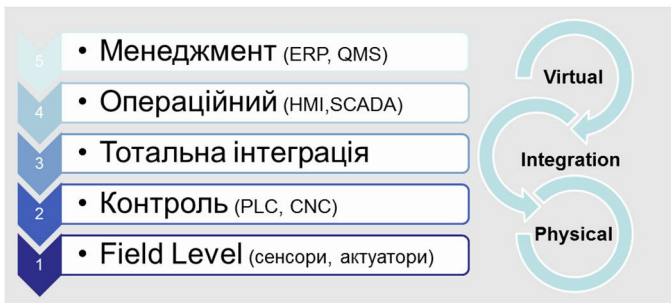 5
• Менеджмент (ERP, QMS)
4
• Операційний (HMI,SCADA)
3
• Тотальна інтеграція
2
• Контроль (PLC, CNC)
1
• Field Level (сенсори, актуатори)
Virtual
Integration
Physical